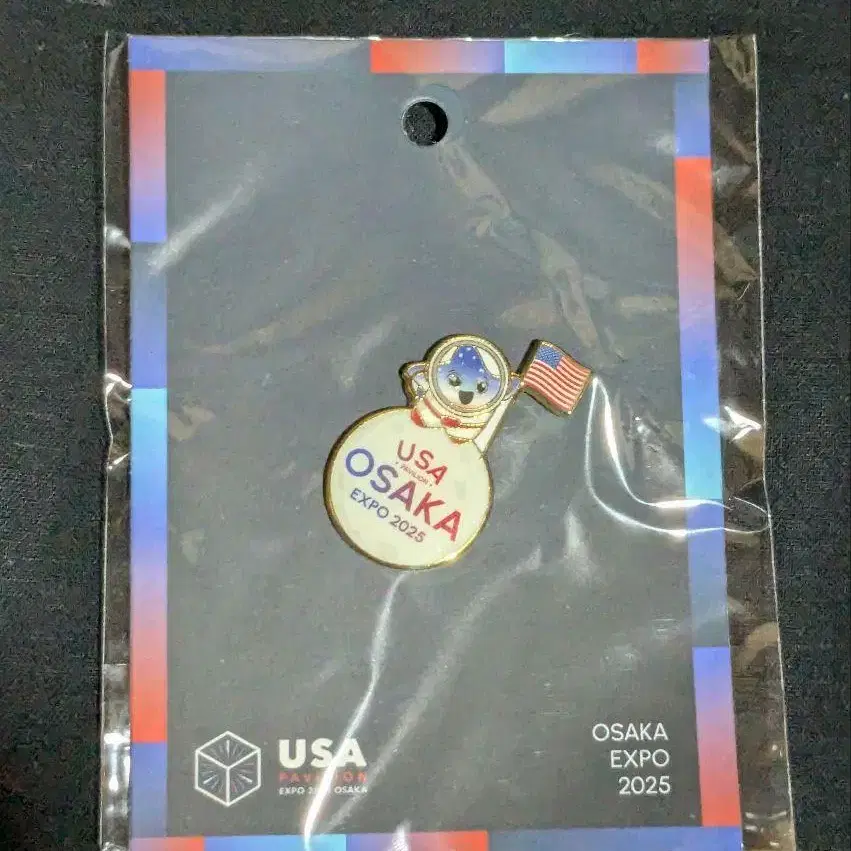 USA
• PAVILION •
OSAKA
EXPO 2025
USA
PAVILION
EXPO 2025 OSAKA
OSAKA
EXPO
2025